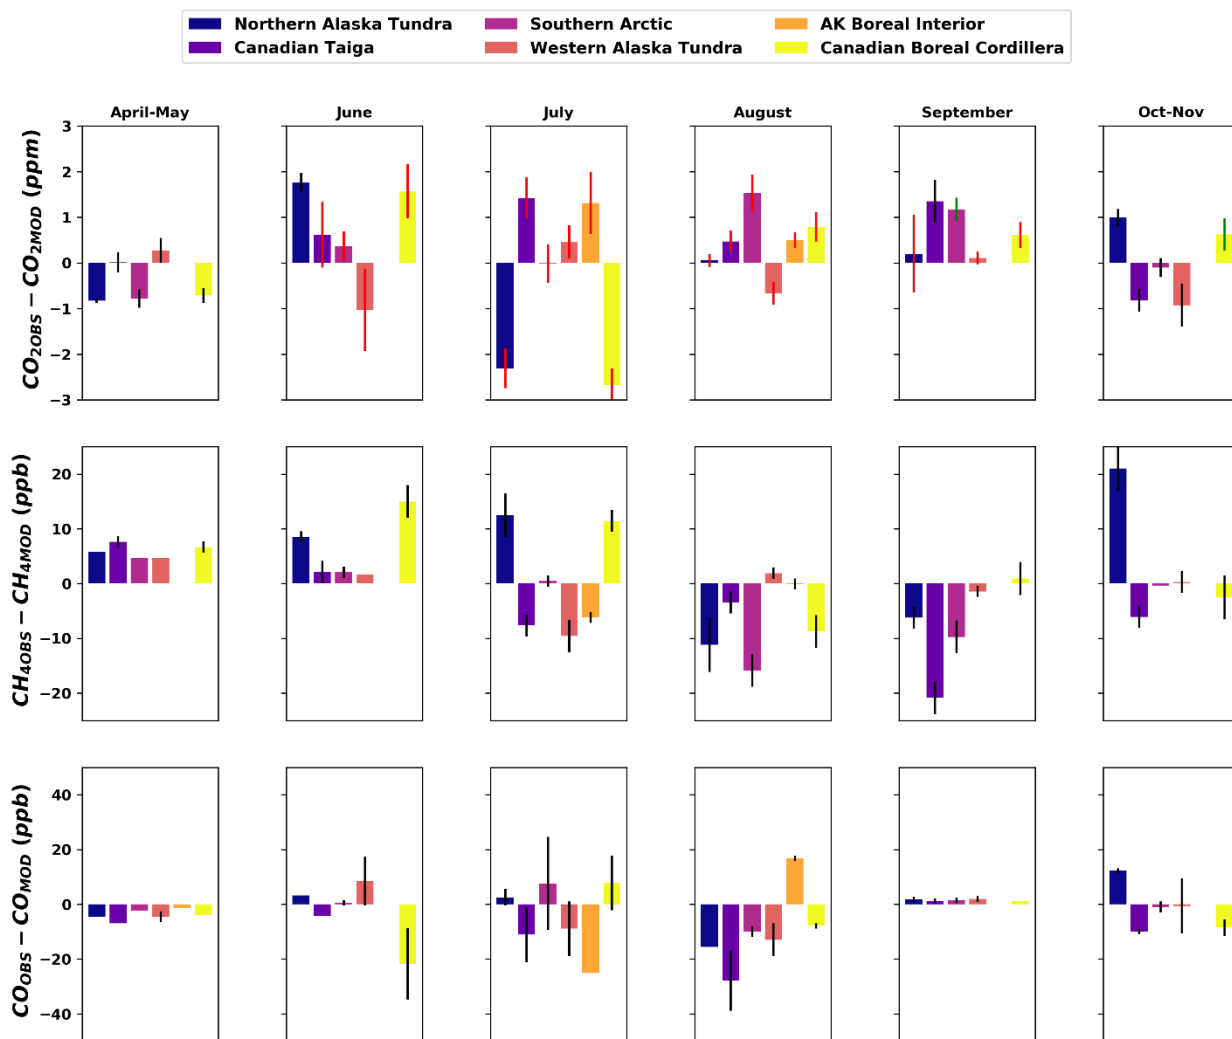 Northern Alaska Tundra Southern Arctic AK Boreal Interior
Canadian Taiga Western Alaska Tundra Canadian Boreal Cordillera
April-May June July August September Oct-Nov
CO2OBS − CO2MOD (ppm)
3
2
1
0
−1
−2
−3
CH4OBS − CH4MOD (ppb)
20
10
0
−10
−20
COOBS − COMOD (ppb)
40
20
0
−20
−40